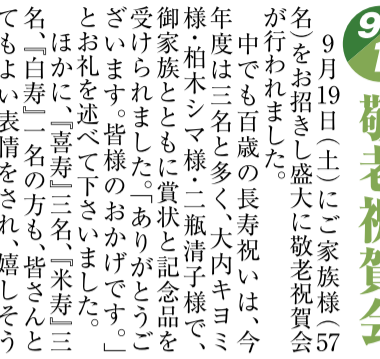 敬老祝賀会
９月19日（土）にご家族様（57
名）をお招きし盛大に敬老祝賀会
が行われました。
中でも百歳の長寿祝いは、今
年度は三名と多く、大内キヨミ
様・柏木シマ様・二瓶清子様で、
御家族とともに賞状と記念品を
受けられました。「ありがとうご
ざいます。皆様のおかげです。」
とお礼を述べて下さいました。
ほかに、『喜寿』三名、『米寿』三
名、『白寿』一名の方も、皆さんと
てもよい表情をされ、嬉しそう